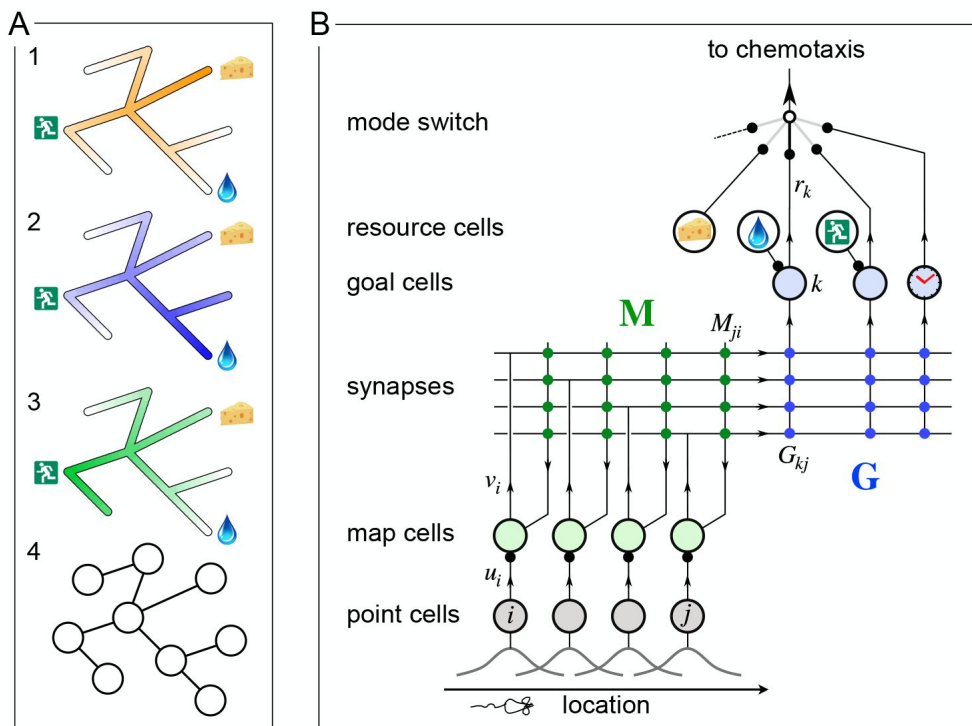 A
1
2
3
4
B
to chemotaxis
mode switch
r_k
resource cells
goal cells
k
M
M_ji
synapses
G_kj
G
v_i
map cells
u_i
point cells
i
j
location